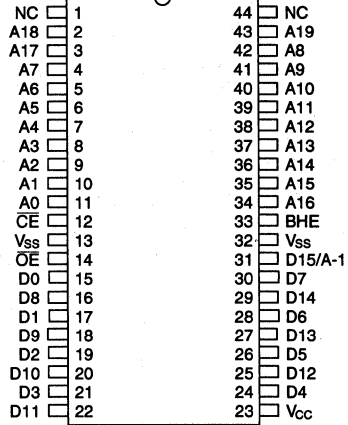 NC 1 44 NC
A18 2 43 A19
A17 3 42 A8
A7 4 41 A9
A6 5 40 A10
A5 6 39 A11
A4 7 38 A12
A3 8 37 A13
A2 9 36 A14
A1 10 35 A15
A0 11 34 A16
C̅E̅ 12 33 BHE
VSS 13 32 VSS
O̅E̅ 14 31 D15/A-1
D0 15 30 D7
D8 16 29 D14
D1 17 28 D6
D9 18 27 D13
D2 19 26 D5
D10 20 25 D12
D3 21 24 D4
D11 22 23 VCC